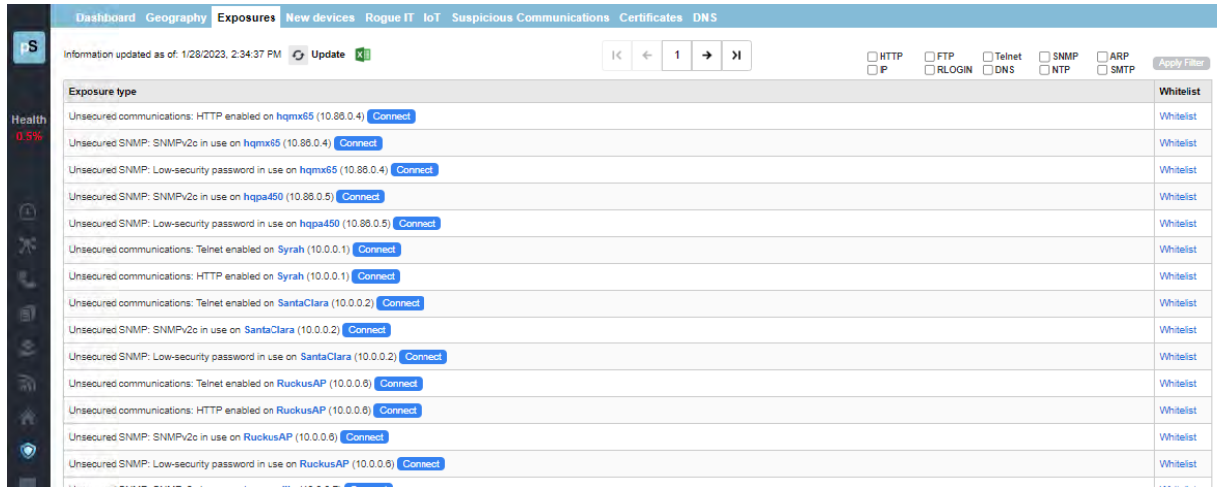 Dashboard Geography Exposures New devices Rogue IT IoT Suspicious Communications Certificates DNS
pS
Information updated as of: 1/28/2023, 2:34:37 PM Update
1
HTTP FTP Telnet SNMP ARP
IP RLOGIN DNS NTP SMTP
Apply Filter
Exposure type Whitelist
Health
0.5%
Unsecured communications: HTTP enabled on hqmx65 (10.86.0.4) Connect Whitelist
Unsecured SNMP: SNMPv2c in use on hqmx65 (10.86.0.4) Connect Whitelist
Unsecured SNMP: Low-security password in use on hqmx65 (10.86.0.4) Connect Whitelist
Unsecured SNMP: SNMPv2c in use on hqpa450 (10.86.0.5) Connect Whitelist
Unsecured SNMP: Low-security password in use on hqpa450 (10.86.0.5) Connect Whitelist
Unsecured communications: Telnet enabled on Syrah (10.0.0.1) Connect Whitelist
Unsecured communications: HTTP enabled on Syrah (10.0.0.1) Connect Whitelist
Unsecured communications: Telnet enabled on SantaClara (10.0.0.2) Connect Whitelist
Unsecured SNMP: SNMPv2c in use on SantaClara (10.0.0.2) Connect Whitelist
Unsecured SNMP: Low-security password in use on SantaClara (10.0.0.2) Connect Whitelist
Unsecured communications: Telnet enabled on RuckusAP (10.0.0.6) Connect Whitelist
Unsecured communications: HTTP enabled on RuckusAP (10.0.0.6) Connect Whitelist
Unsecured SNMP: SNMPv2c in use on RuckusAP (10.0.0.6) Connect Whitelist
Unsecured SNMP: Low-security password in use on RuckusAP (10.0.0.6) Connect Whitelist